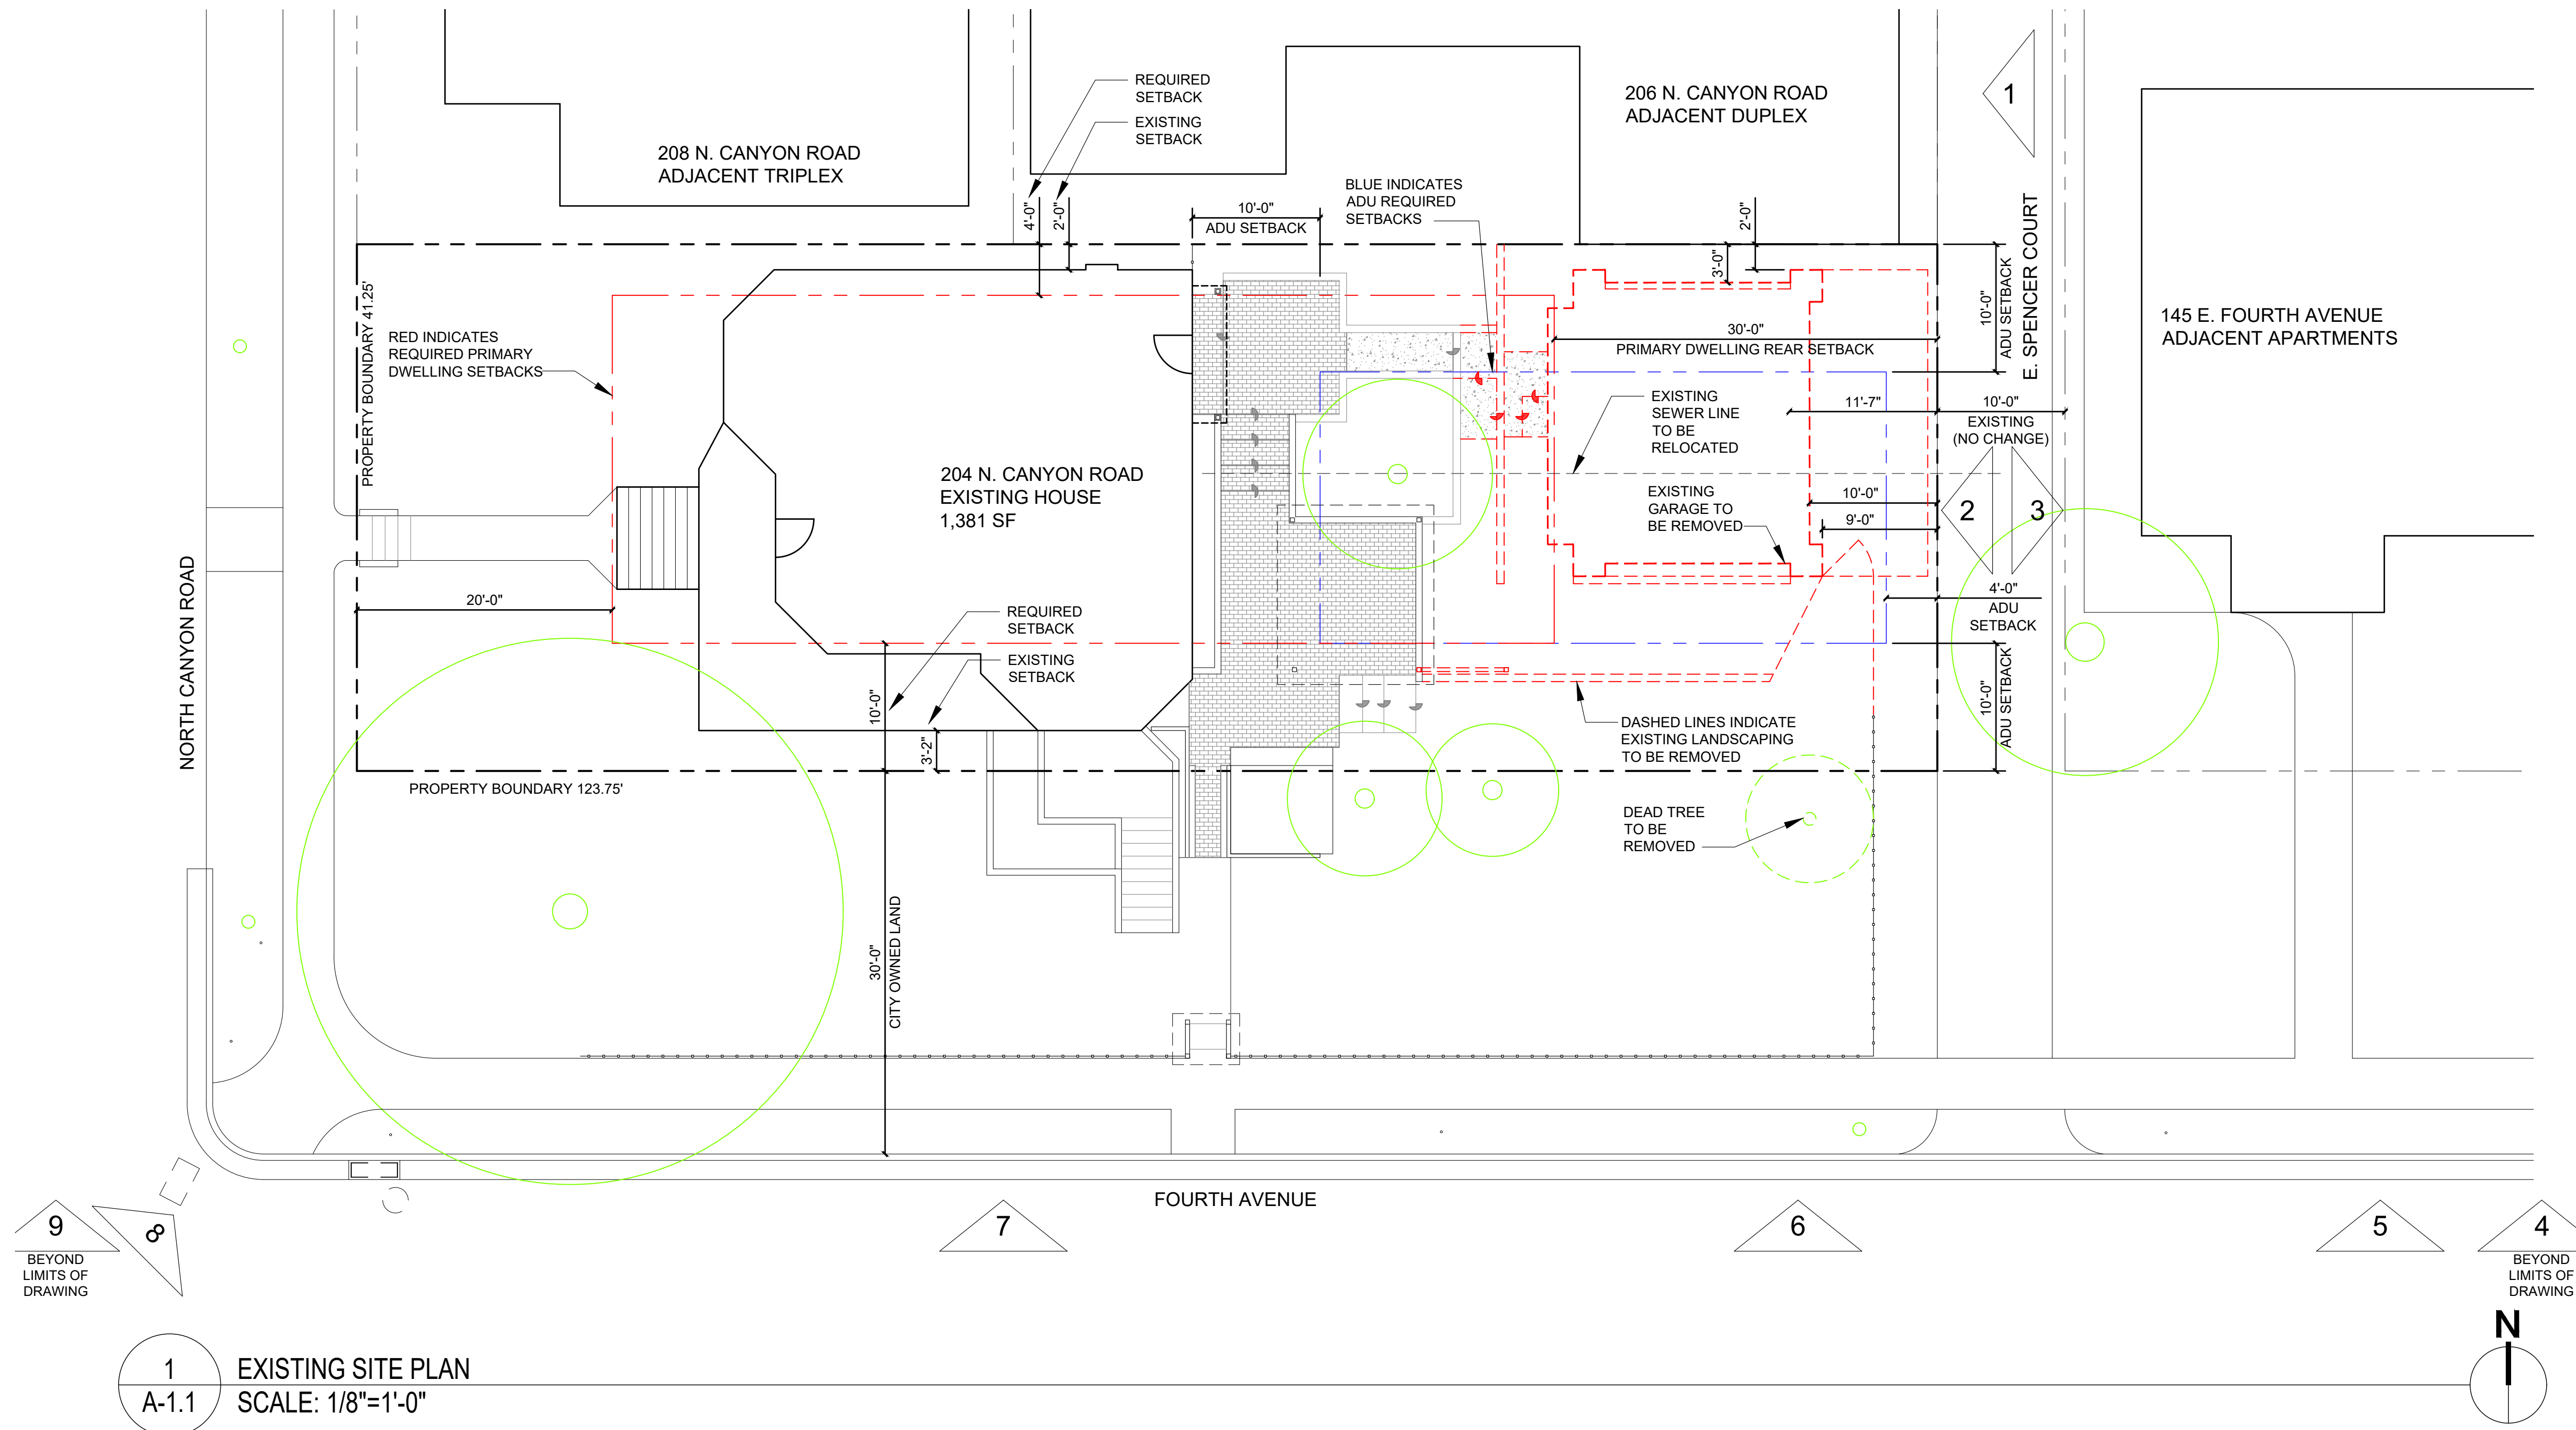 REQUIRED
SETBACK
EXISTING
SETBACK
206 N. CANYON ROAD
ADJACENT DUPLEX
1
208 N. CANYON ROAD
ADJACENT TRIPLEX
BLUE INDICATES
ADU REQUIRED
SETBACKS
4'-0"
2'-0"
10'-0"
ADU SETBACK
2'-0"
3'-0"
10'-0"
ADU SETBACK
E. SPENCER COURT
145 E. FOURTH AVENUE
ADJACENT APARTMENTS
PROPERTY BOUNDARY 41.25'
RED INDICATES
REQUIRED PRIMARY
DWELLING SETBACKS
30'-0"
PRIMARY DWELLING REAR SETBACK
EXISTING
SEWER LINE
TO BE
RELOCATED
11'-7"
10'-0"
EXISTING
(NO CHANGE)
204 N. CANYON ROAD
EXISTING HOUSE
1,381 SF
EXISTING
GARAGE TO
BE REMOVED
10'-0"
9'-0"
2
3
NORTH CANYON ROAD
20'-0"
REQUIRED
SETBACK
EXISTING
SETBACK
4'-0"
ADU
SETBACK
10'-0"
3'-2"
10'-0"
ADU SETBACK
DASHED LINES INDICATE
EXISTING LANDSCAPING
TO BE REMOVED
PROPERTY BOUNDARY 123.75'
DEAD TREE
TO BE
REMOVED
30'-0"
CITY OWNED LAND
FOURTH AVENUE
9
BEYOND
LIMITS OF
DRAWING
8
7
6
5
4
BEYOND
LIMITS OF
DRAWING
N
1
A-1.1
EXISTING SITE PLAN
SCALE: 1/8"=1'-0"